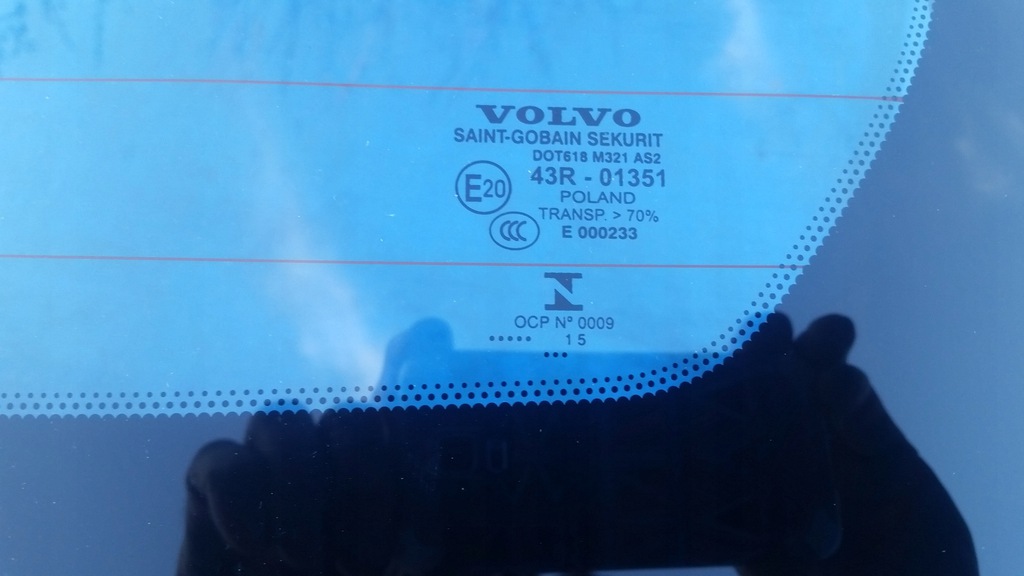 VOLVO
SAINT-GOBAIN SEKURIT
DOT618 M321 AS2
E20
43R - 01351
POLAND
CCC
TRANSP. > 70%
E 000233
N
OCP Nº 0009
15